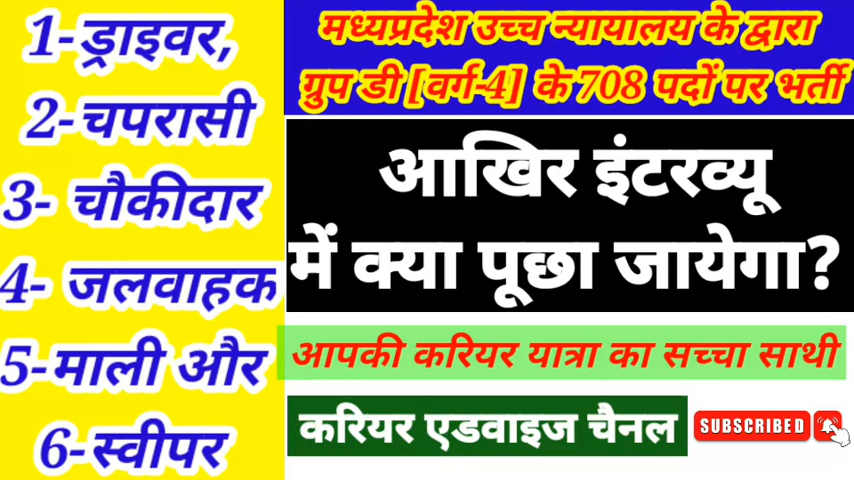 1-ड्राइवर,
2-चपरासी
3- चौकीदार
4- जलवाहक
5-माली और
6-स्वीपर
मध्यप्रदेश उच्च न्यायालय के द्वारा
ग्रुप डी [वर्ग-4] के 708 पदों पर भर्ती
आखिर इंटरव्यू
में क्या पूछा जायेगा?
आपकी करियर यात्रा का सच्चा साथी
करियर एडवाइज चैनल
SUBSCRIBED